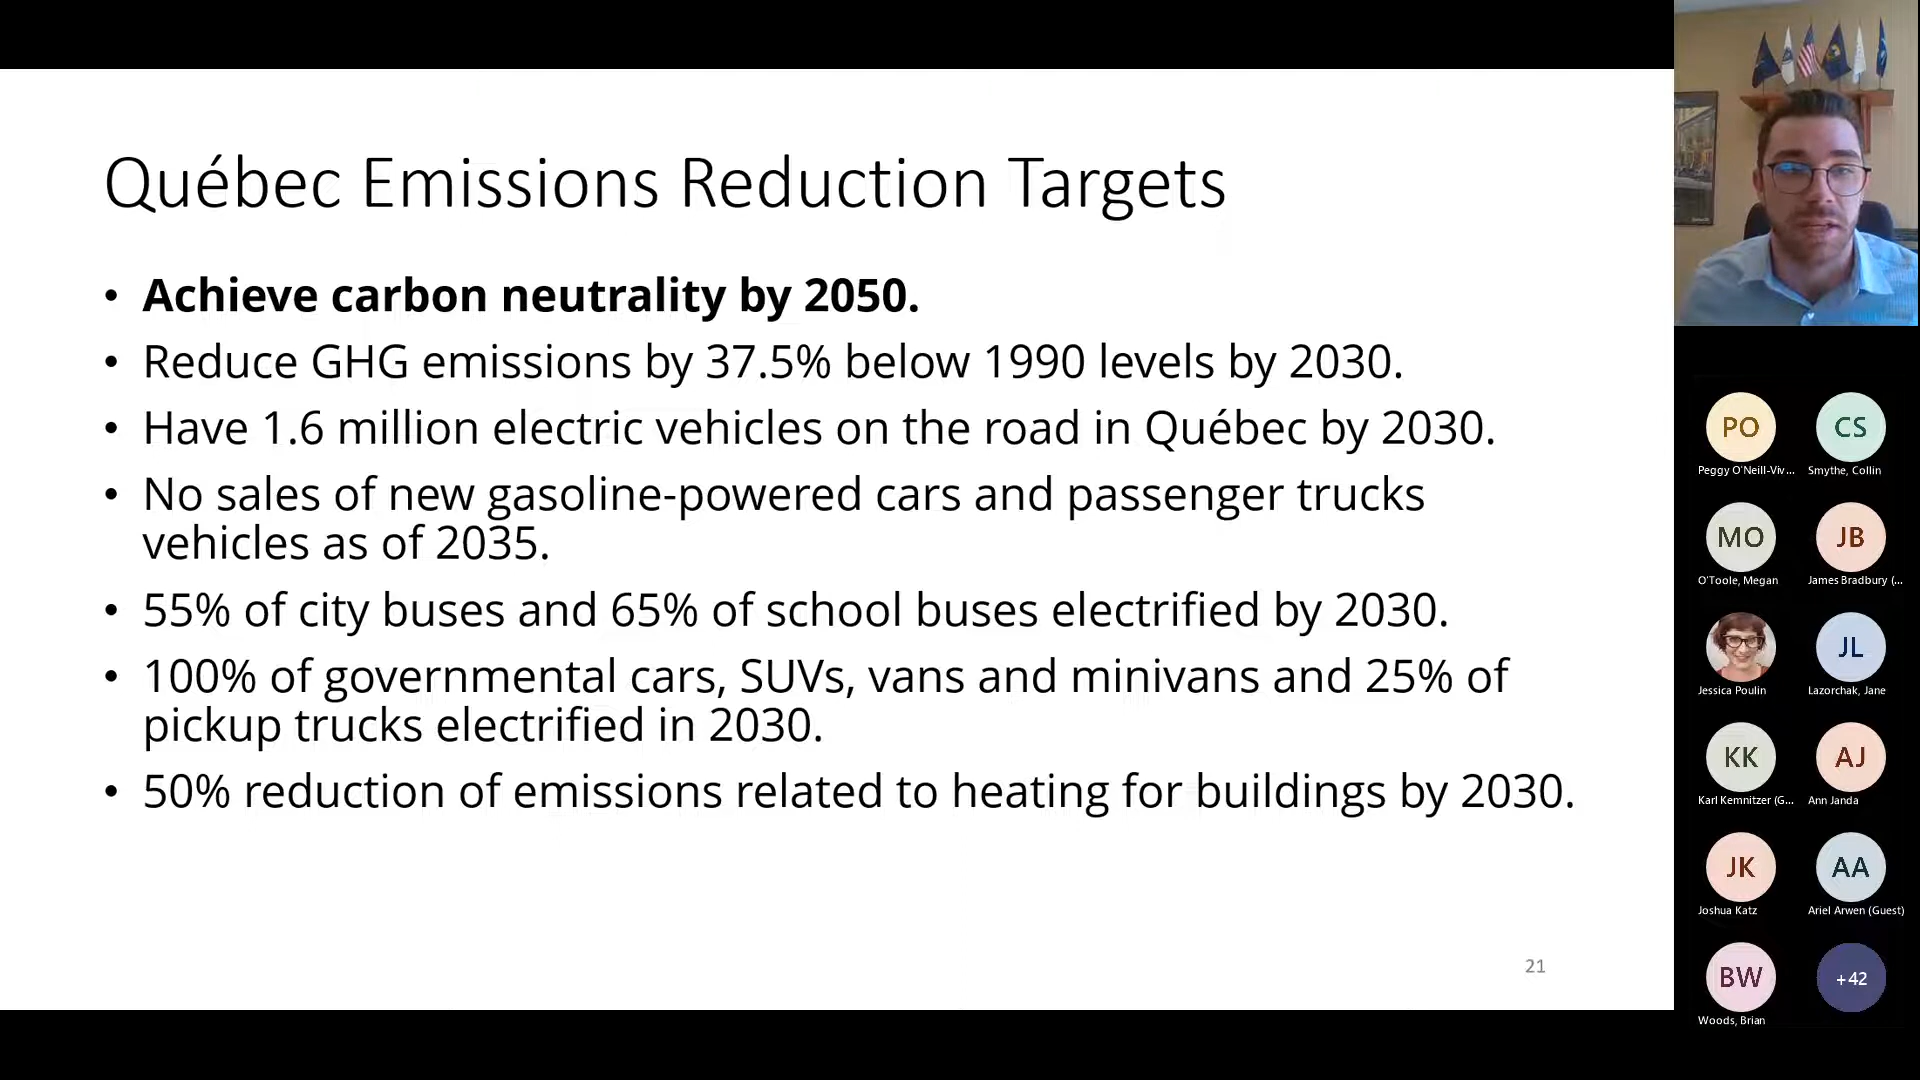 Québec Emissions Reduction Targets
• Achieve carbon neutrality by 2050.
• Reduce GHG emissions by 37.5% below 1990 levels by 2030.
• Have 1.6 million electric vehicles on the road in Québec by 2030.
• No sales of new gasoline-powered cars and passenger trucks
vehicles as of 2035.
• 55% of city buses and 65% of school buses electrified by 2030.
• 100% of governmental cars, SUVs, vans and minivans and 25% of
pickup trucks electrified in 2030.
• 50% reduction of emissions related to heating for buildings by 2030.
21
PO CS
Peggy O'Neill-Viv... Smythe, Collin
MO JB
O'Toole, Megan James Bradbury (...
JL
Jessica Poulin Lazorchak, Jane
KK AJ
Karl Kemnitzer (G... Ann Janda
JK AA
Joshua Katz Ariel Arwen (Guest)
BW +42
Woods, Brian